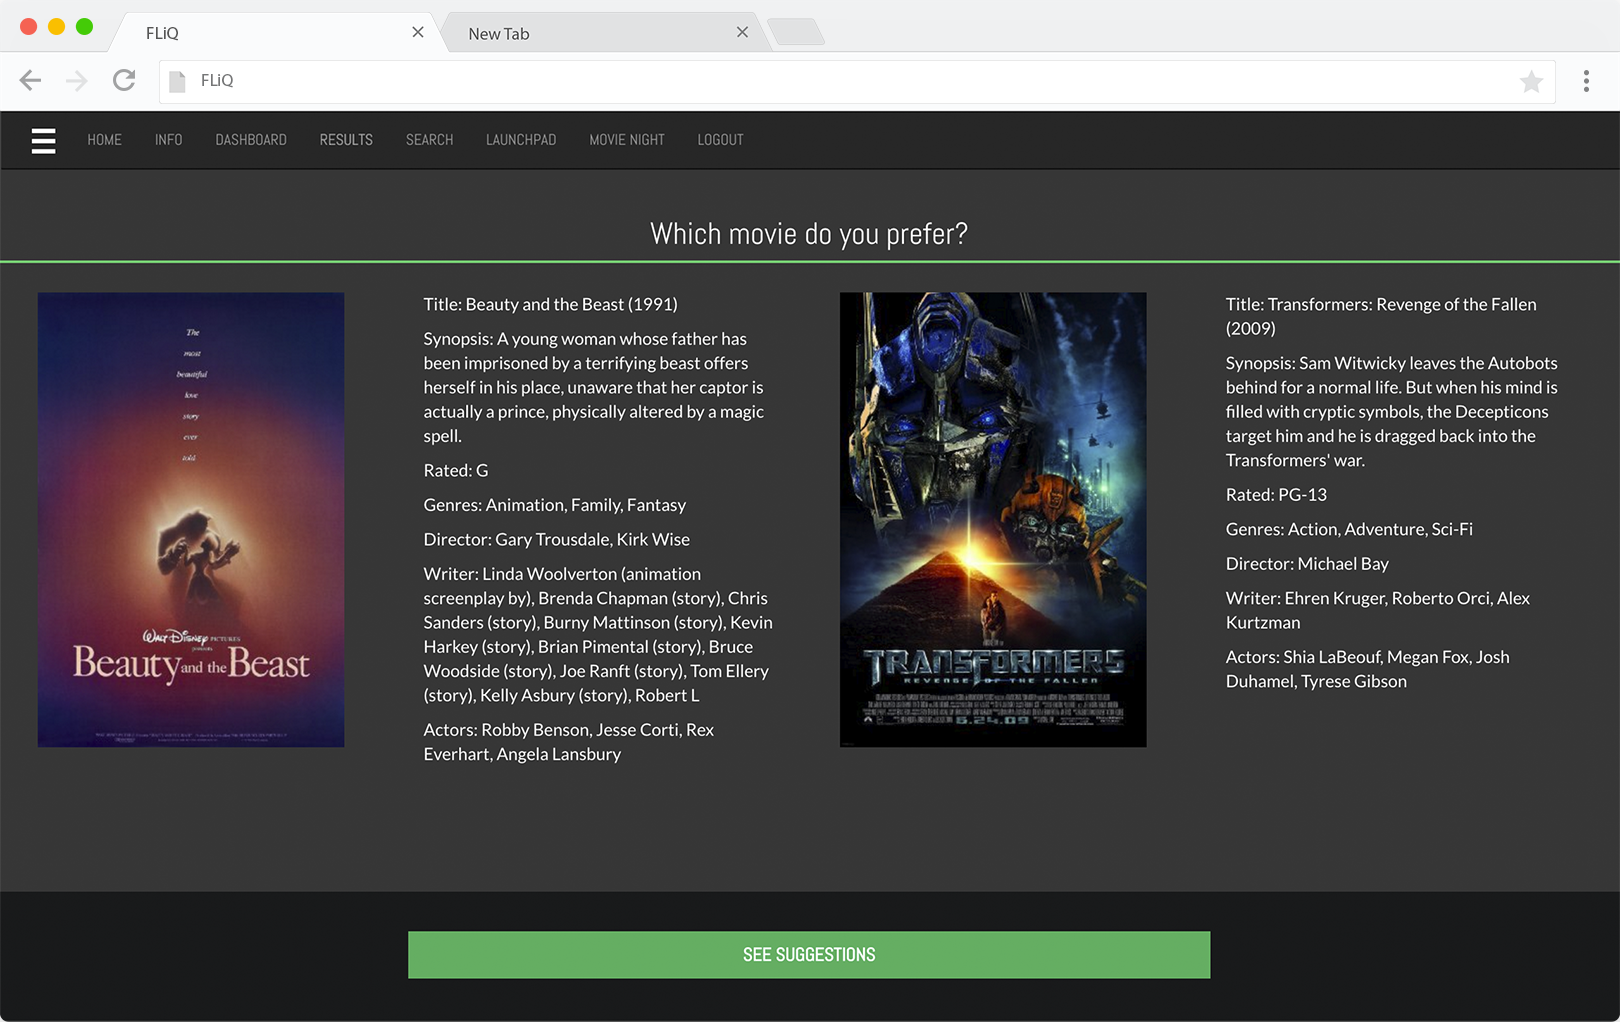 FLiQ
New Tab
FLiQ
HOME INFO DASHBOARD RESULTS SEARCH LAUNCHPAD MOVIE NIGHT LOGOUT
Which movie do you prefer?
The
most
beautiful
love
story
ever
told
WALT DISNEY PICTURES
presents
Beauty and the Beast
Title: Beauty and the Beast (1991)
Synopsis: A young woman whose father has
been imprisoned by a terrifying beast offers
herself in his place, unaware that her captor is
actually a prince, physically altered by a magic
spell.
Rated: G
Genres: Animation, Family, Fantasy
Director: Gary Trousdale, Kirk Wise
Writer: Linda Woolverton (animation
screenplay by), Brenda Chapman (story), Chris
Sanders (story), Burny Mattinson (story), Kevin
Harkey (story), Brian Pimental (story), Bruce
Woodside (story), Joe Ranft (story), Tom Ellery
(story), Kelly Asbury (story), Robert L
Actors: Robby Benson, Jesse Corti, Rex
Everhart, Angela Lansbury
TRANSFORMERS
REVENGE OF THE FALLEN
6.24.09
Title: Transformers: Revenge of the Fallen
(2009)
Synopsis: Sam Witwicky leaves the Autobots
behind for a normal life. But when his mind is
filled with cryptic symbols, the Decepticons
target him and he is dragged back into the
Transformers' war.
Rated: PG-13
Genres: Action, Adventure, Sci-Fi
Director: Michael Bay
Writer: Ehren Kruger, Roberto Orci, Alex
Kurtzman
Actors: Shia LaBeouf, Megan Fox, Josh
Duhamel, Tyrese Gibson
SEE SUGGESTIONS